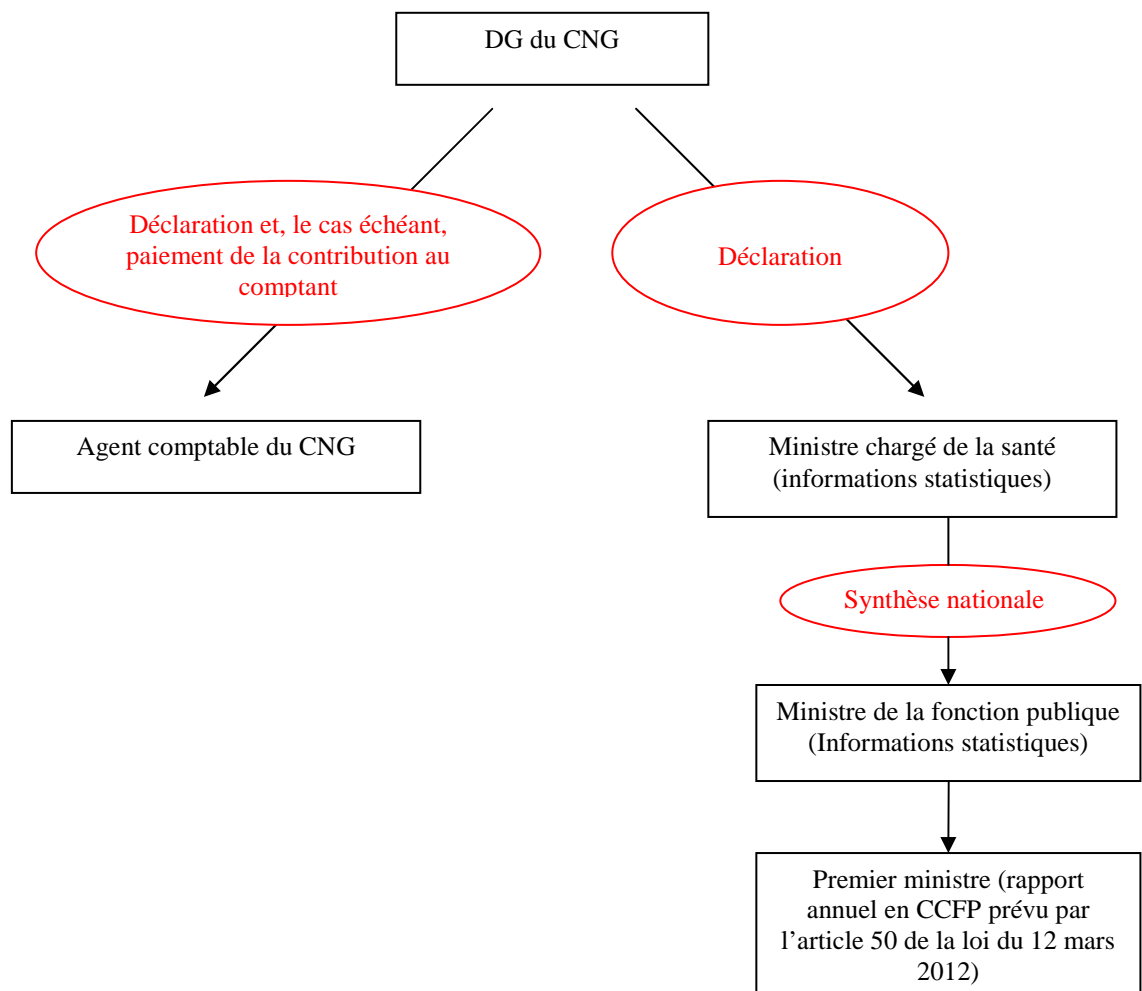 DG du CNG
Déclaration et, le cas échéant,
paiement de la contribution au
comptant
Déclaration
Agent comptable du CNG
Ministre chargé de la santé
(informations statistiques)
Synthèse nationale
Ministre de la fonction publique
(Informations statistiques)
Premier ministre (rapport
annuel en CCFP prévu par
l’article 50 de la loi du 12 mars
2012)